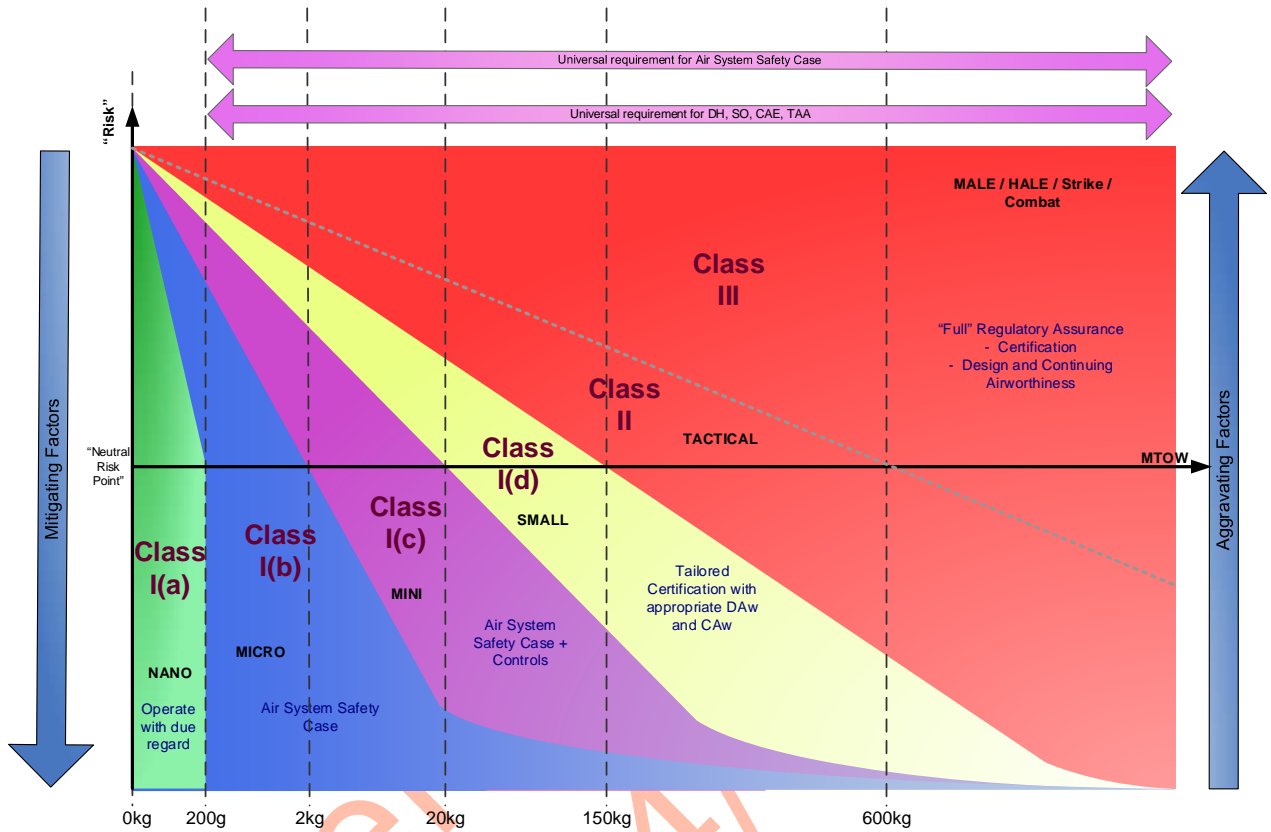 Universal requirement for Air System Safety Case
Universal requirement for DH, SO, CAE, TAA
“Risk”
MALE / HALE / Strike /
Combat
Class
III
“Full” Regulatory Assurance
- Certification
- Design and Continuing
Airworthiness
Class
II
TACTICAL
Mitigating Factors
“Neutral
Risk
Point”
MTOW
Aggravating Factors
Class
I(d)
SMALL
Class
I(c)
MINI
Class
I(b)
MICRO
Class
I(a)
NANO
Tailored
Certification with
appropriate DAw
and CAw
Air System
Safety Case +
Controls
Air System Safety
Case
Operate
with due
regard
0kg
200g
2kg
20kg
150kg
600kg